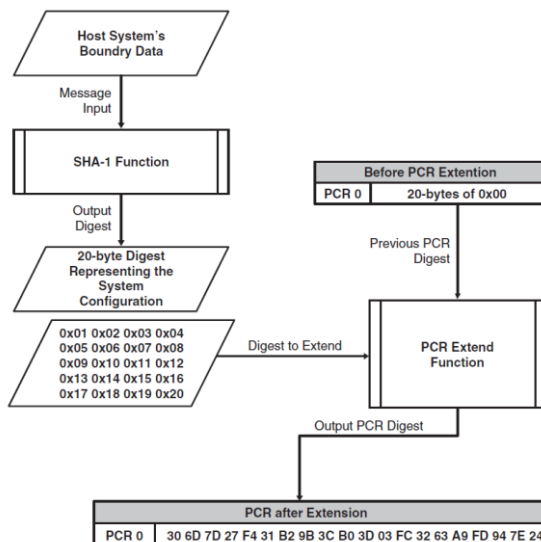 Host System's
Boundry Data
Message
Input
SHA-1 Function
Output
Digest
20-byte Digest
Representing the
System
Configuration
0x01 0x02 0x03 0x04
0x05 0x06 0x07 0x08
0x09 0x10 0x11 0x12
0x13 0x14 0x15 0x16
0x17 0x18 0x19 0x20
Before PCR Extention
PCR 0 20-bytes of 0x00
Previous PCR
Digest
Digest to Extend
PCR Extend
Function
Output PCR Digest
PCR after Extension
PCR 0 30 6D 7D 27 F4 31 B2 9B 3C B0 3D 03 FC 32 63 A9 FD 94 7E 24